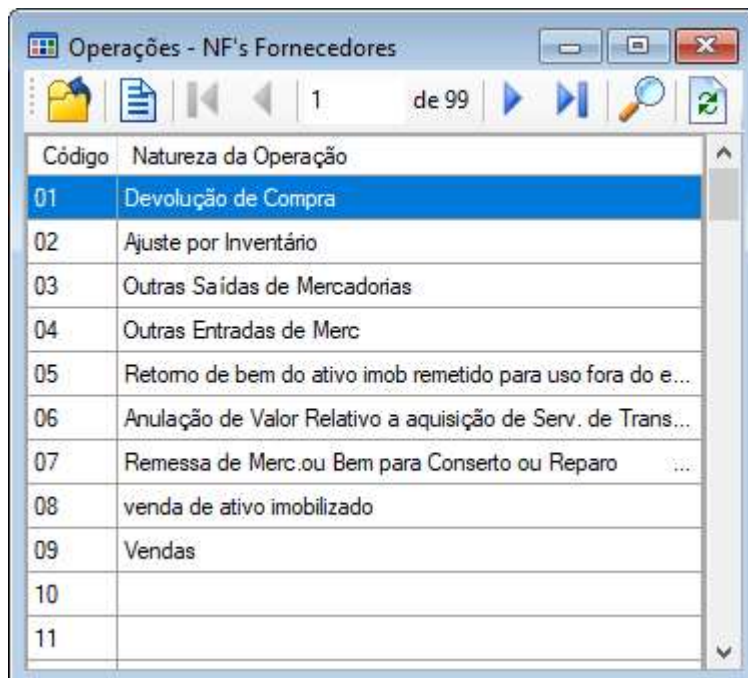 Operações - NF's Fornecedores
1 de 99
Código Natureza da Operação
01 Devolução de Compra
02 Ajuste por Inventário
03 Outras Saídas de Mercadorias
04 Outras Entradas de Merc
05 Retorno de bem do ativo imob remetido para uso fora do e...
06 Anulação de Valor Relativo a aquisição de Serv. de Trans...
07 Remessa de Merc.ou Bem para Conserto ou Reparo ...
08 venda de ativo imobilizado
09 Vendas
10
11